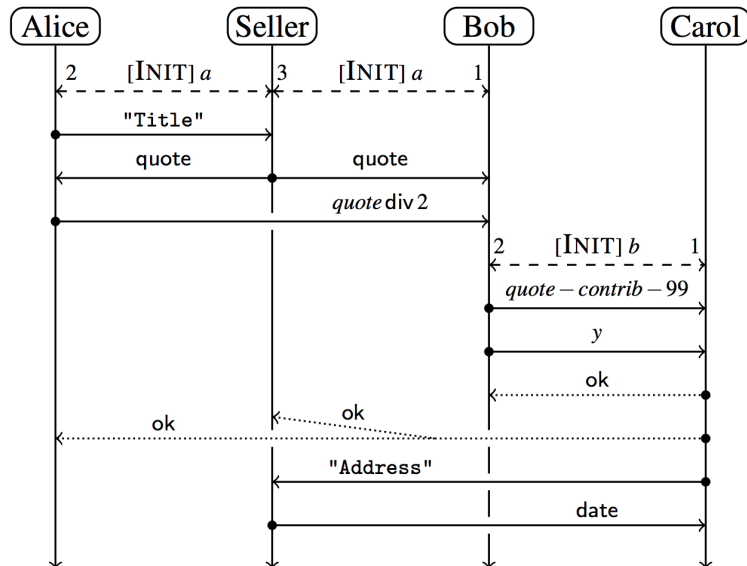 Alice Seller Bob Carol
2 [INIT] a 3 [INIT] a 1
"Title"
quote quote
quote div 2
2 [INIT] b 1
quote − contrib − 99
y
ok
ok ok
"Address"
date